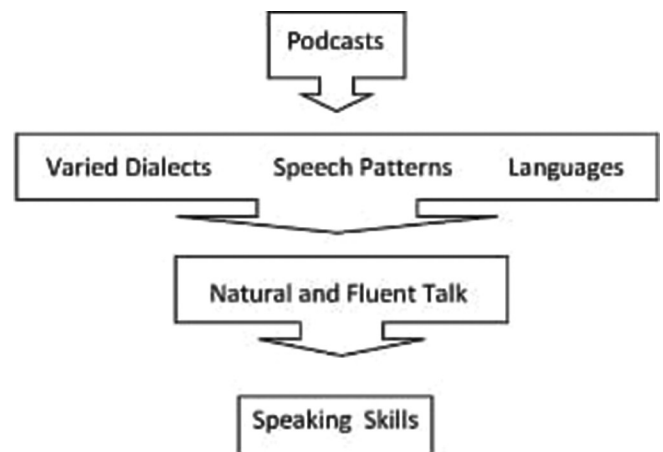 Podcasts
Varied Dialects Speech Patterns Languages
Natural and Fluent Talk
Speaking Skills